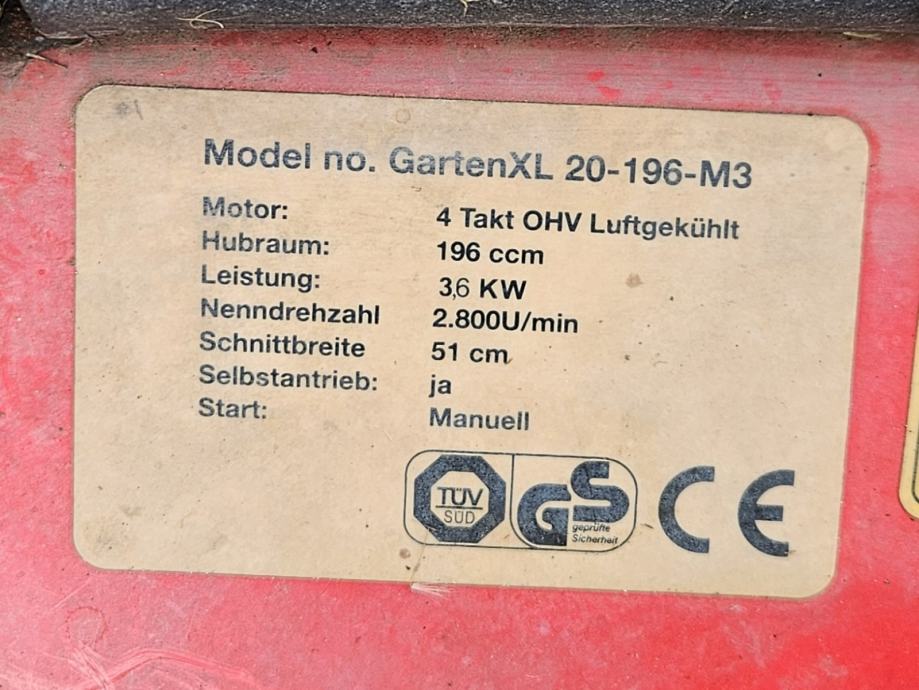 Model no. GartenXL 20-196-M3
Motor: 4 Takt OHV Luftgekühlt
Hubraum: 196 ccm
Leistung: 3,6 KW
Nenndrehzahl 2.800U/min
Schnittbreite 51 cm
Selbstantrieb: ja
Start: Manuell
TÜV
SÜD
GS
geprüfte
Sicherheit
CE